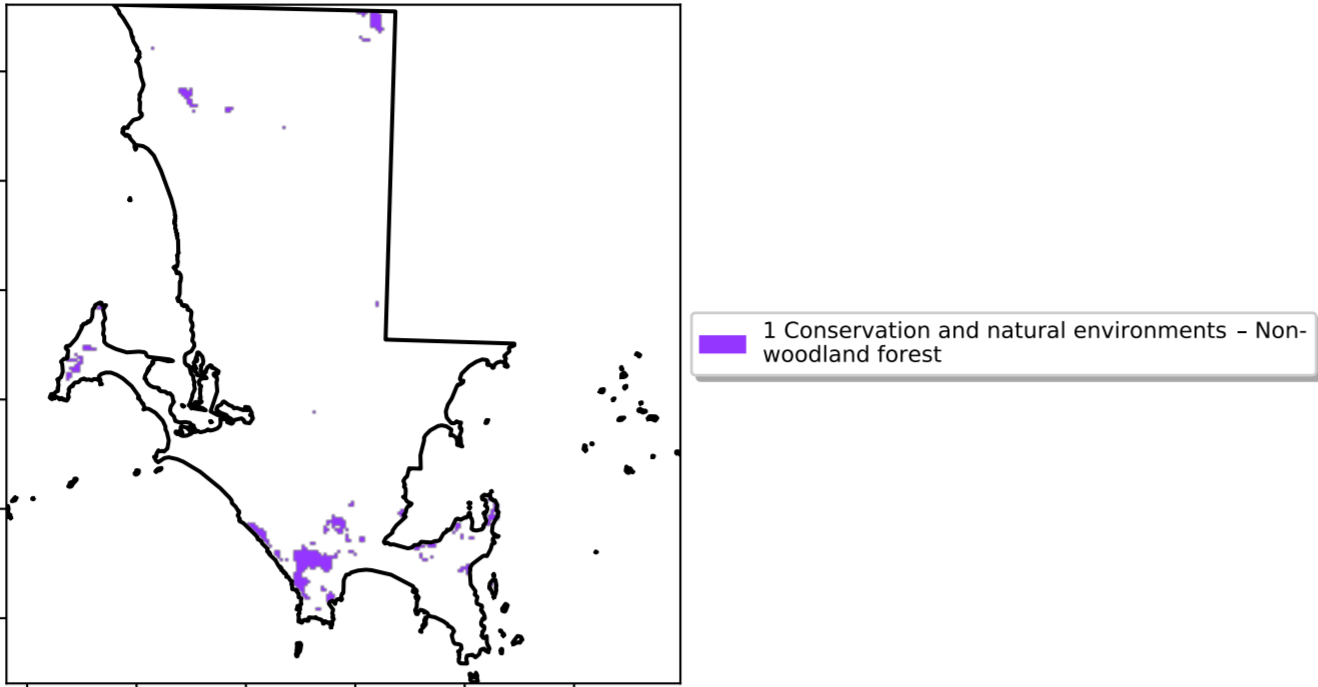 1 Conservation and natural environments – Non-
woodland forest